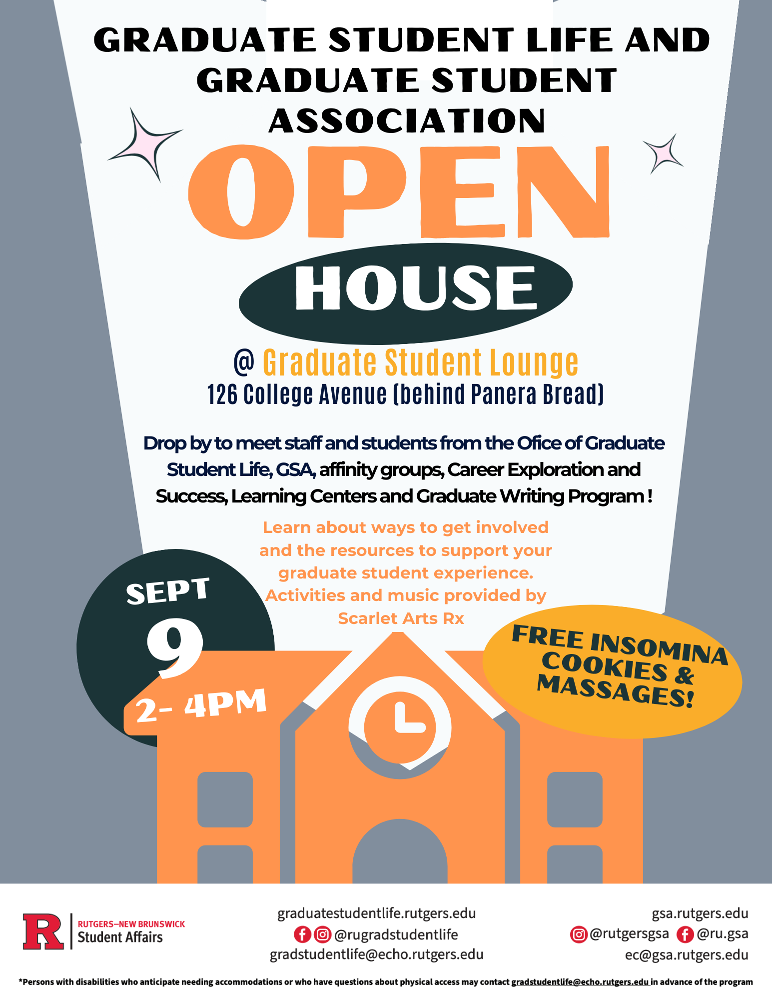 GRADUATE STUDENT LIFE AND
GRADUATE STUDENT
ASSOCIATION
OPEN
HOUSE
@ Graduate Student Lounge
126 College Avenue (behind Panera Bread)
Drop by to meet staff and students from the Ofice of Graduate
Student Life, GSA, affinity groups, Career Exploration and
Success, Learning Centers and Graduate Writing Program !
Learn about ways to get involved
and the resources to support your
graduate student experience.
Activities and music provided by
Scarlet Arts Rx
SEPT
9
2- 4PM
FREE INSOMINA
COOKIES &
MASSAGES!
R
RUTGERS–NEW BRUNSWICK
Student Affairs
graduatestudentlife.rutgers.edu
@rugradstudentlife
gradstudentlife@echo.rutgers.edu
gsa.rutgers.edu
@rutgersgsa @ru.gsa
ec@gsa.rutgers.edu
*Persons with disabilities who anticipate needing accommodations or who have questions about physical access may contact gradstudentlife@echo.rutgers.edu in advance of the program